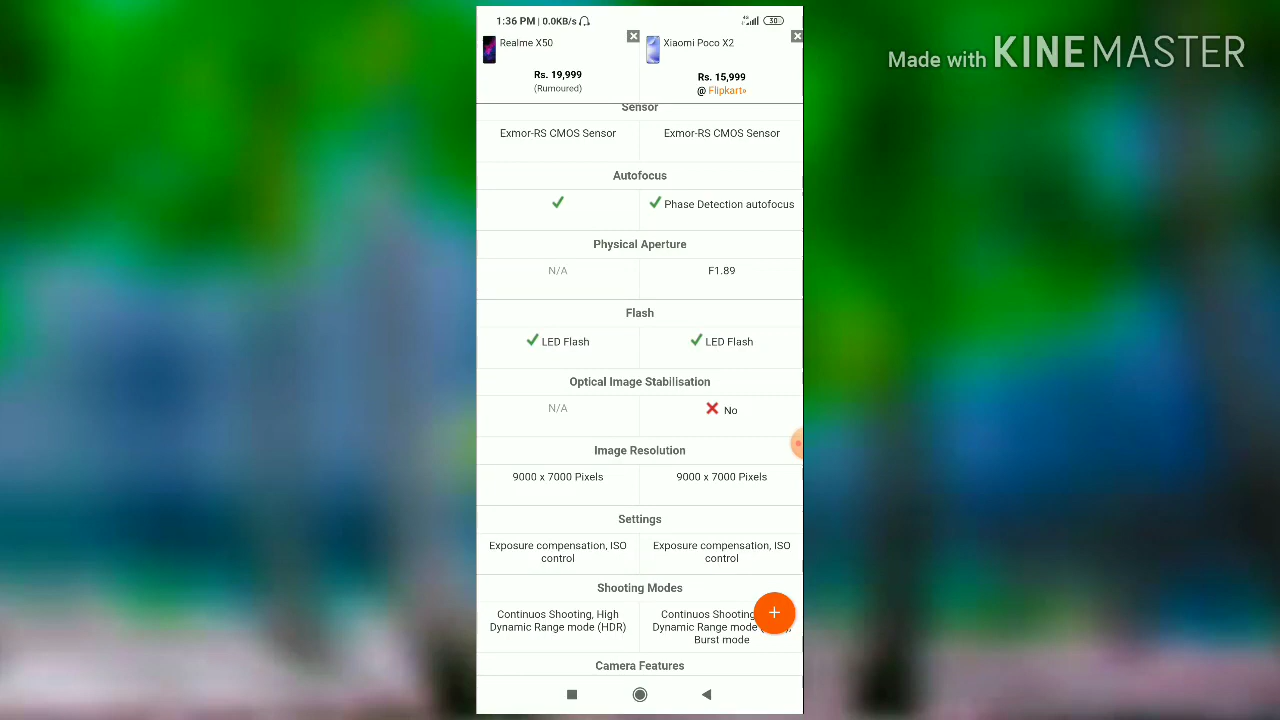 1:36 PM | 0.0KB/s
4G
30
Made with KINEMASTER
Realme X50
Xiaomi Poco X2
Rs. 19,999
(Rumoured)
Rs. 15,999
@ Flipkart»
Sensor
Exmor-RS CMOS Sensor
Exmor-RS CMOS Sensor
Autofocus
Phase Detection autofocus
Physical Aperture
N/A
F1.89
Flash
LED Flash
LED Flash
Optical Image Stabilisation
N/A
No
Image Resolution
9000 x 7000 Pixels
9000 x 7000 Pixels
Settings
Exposure compensation, ISO
control
Exposure compensation, ISO
control
Shooting Modes
Continuos Shooting, High
Dynamic Range mode (HDR)
Continuos Shooting
Dynamic Range mode
Burst mode
Camera Features